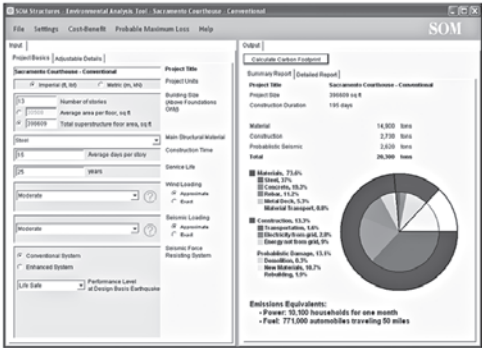 SOM Structures - Environmental Analysis Tool - Sacramento Courthouse - Conventional
File Settings Cost-Benefit Probable Maximum Loss Help
SOM
Input
Project Basics Adjustable Details
Sacramento Courthouse - Conventional
Project Title
Imperial (ft, lbf) Metric (m, kN)
Project Units
13 Number of stories
Building Size
(Above Foundations
Only)
Average area per floor, sq ft
398609 Total superstructure floor area, sq ft
Steel
Main Structural Material
15 Average days per story
Construction Time
25 years
Service Life
Moderate
Wind Loading
Approximate
Exact
Moderate
Seismic Loading
Approximate
Exact
Conventional System
Enhanced System
Seismic Force
Resisting System
Life Safe
Performance Level
at Design Basis Earthquake
Output
Calculate Carbon Footprint
Summary Report Detailed Report
Project Title Sacramento Courthouse - Conventional
Project Size 398609 sq ft
Construction Duration 195 days
Material 14,900 tons
Construction 2,730 tons
Probabilistic Seismic 2,620 tons
Total 20,300 tons
Materials, 73.6%
Steel, 37%
Concrete, 19.3%
Rebar, 11.2%
Metal Deck, 5.3%
Material Transport, 0.8%
Construction, 13.3%
Transportation, 1.6%
Electricity from grid, 2.8%
Energy not from grid, 9%
Probabilistic Damage, 13.1%
Demolition, 0.3%
New Materials, 10.7%
Rebuilding, 1.9%
Emissions Equivalents:
- Power: 10,100 households for one month
- Fuel: 771,000 automobiles traveling 50 miles